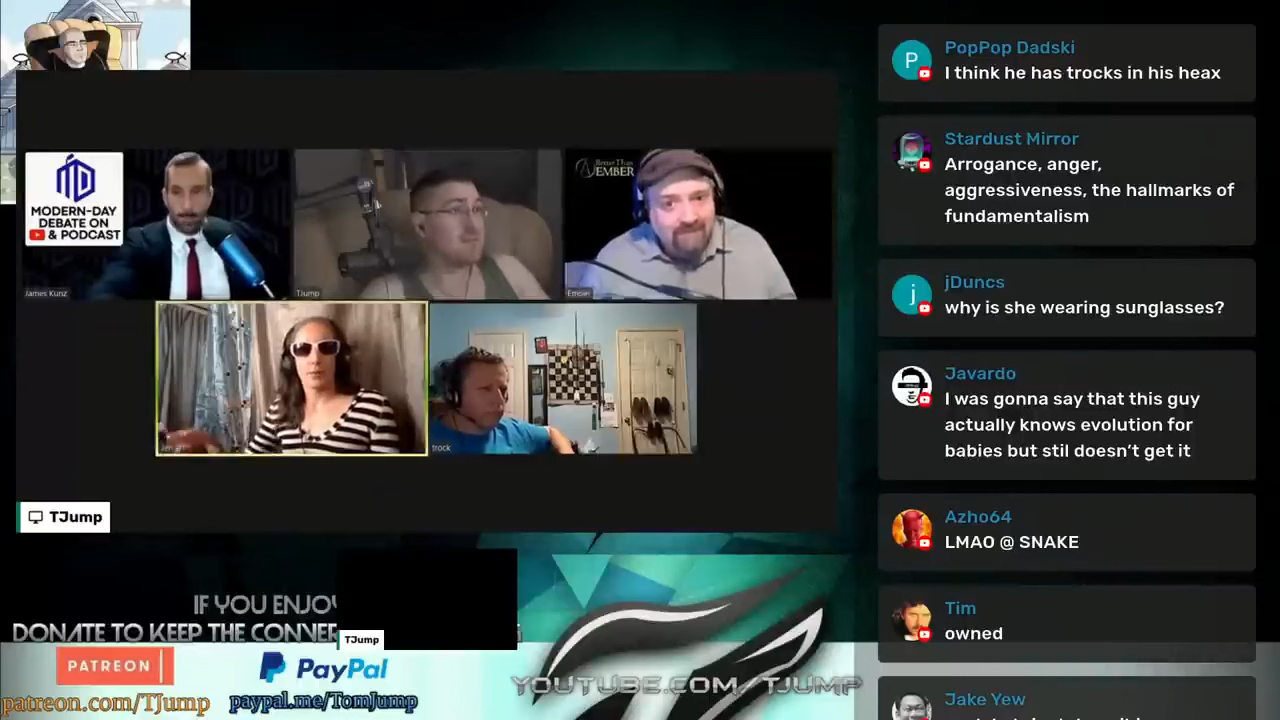 PopPop Dadski
I think he has trocks in his heax
Stardust Mirror
Arrogance, anger,
aggressiveness, the hallmarks of
fundamentalism
jDuncs
why is she wearing sunglasses?
Javardo
I was gonna say that this guy
actually knows evolution for
babies but stil doesn't get it
Azho64
LMAO @ SNAKE
Tim
owned
Jake Yew
MODERN-DAY
DEBATE ON
& PODCAST
James Kunz
TJump
EMBER
trock
TJump
IF YOU ENJOY
DONATE TO KEEP THE CONVER
TJump
PATREON
PayPal
patreon.com/TJump
paypal.me/TomJump
YOUTUBE.COM/TJUMP